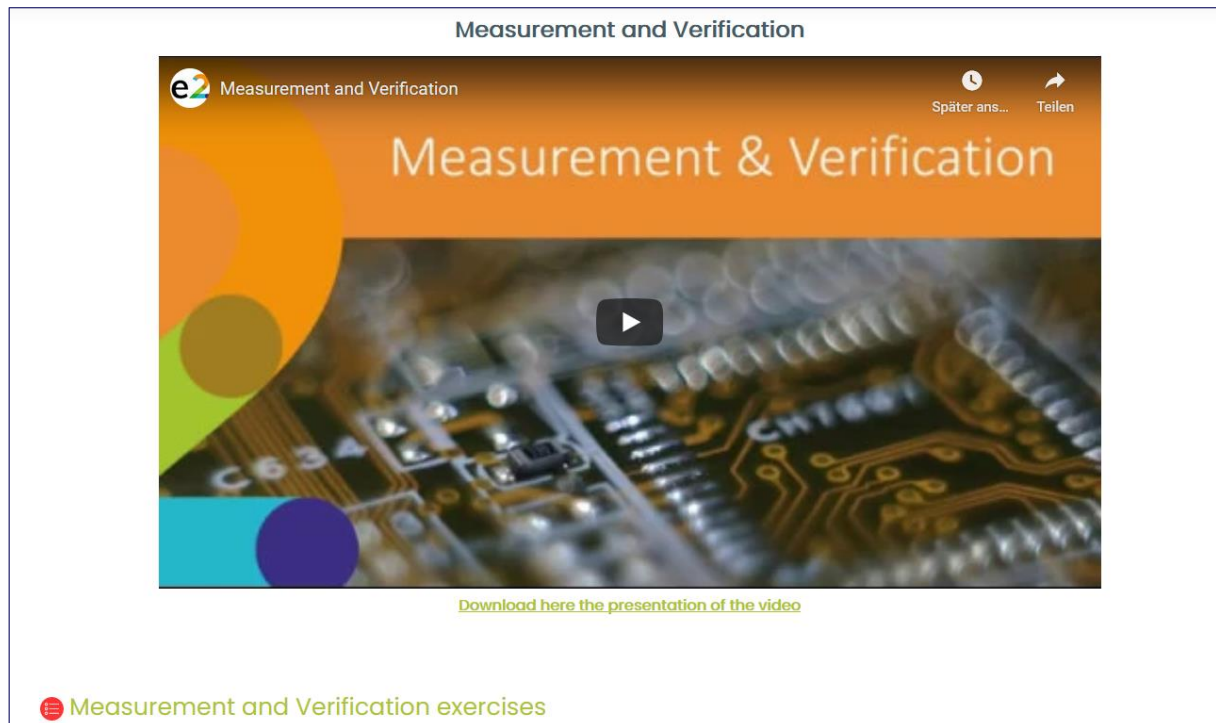 Measurement and Verification
e2 Measurement and Verification
Später ans... Teilen
Measurement & Verification
C634
CH7001
Download here the presentation of the video
Measurement and Verification exercises